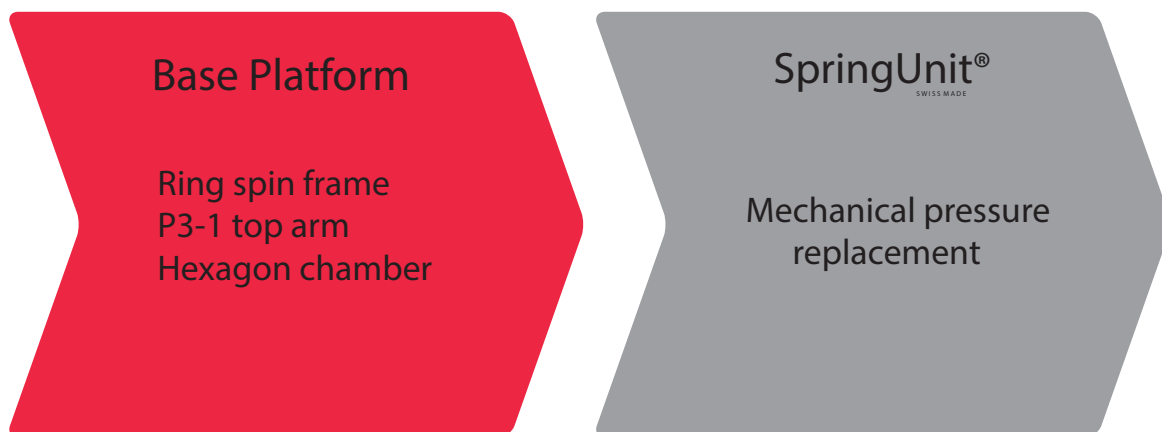 Base Platform
Ring spin frame
P3-1 top arm
Hexagon chamber
SpringUnit®
SWISS MADE
Mechanical pressure
replacement